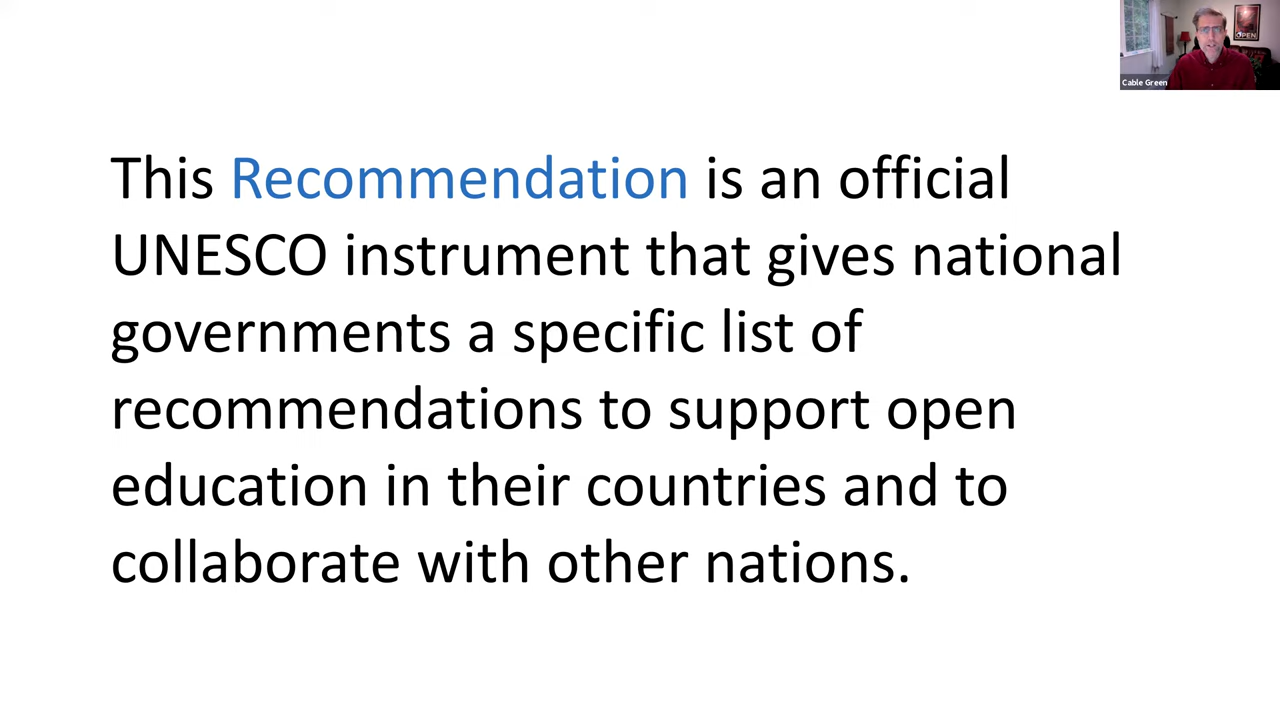 OPEN
Cable Green
This Recommendation is an official
UNESCO instrument that gives national
governments a specific list of
recommendations to support open
education in their countries and to
collaborate with other nations.